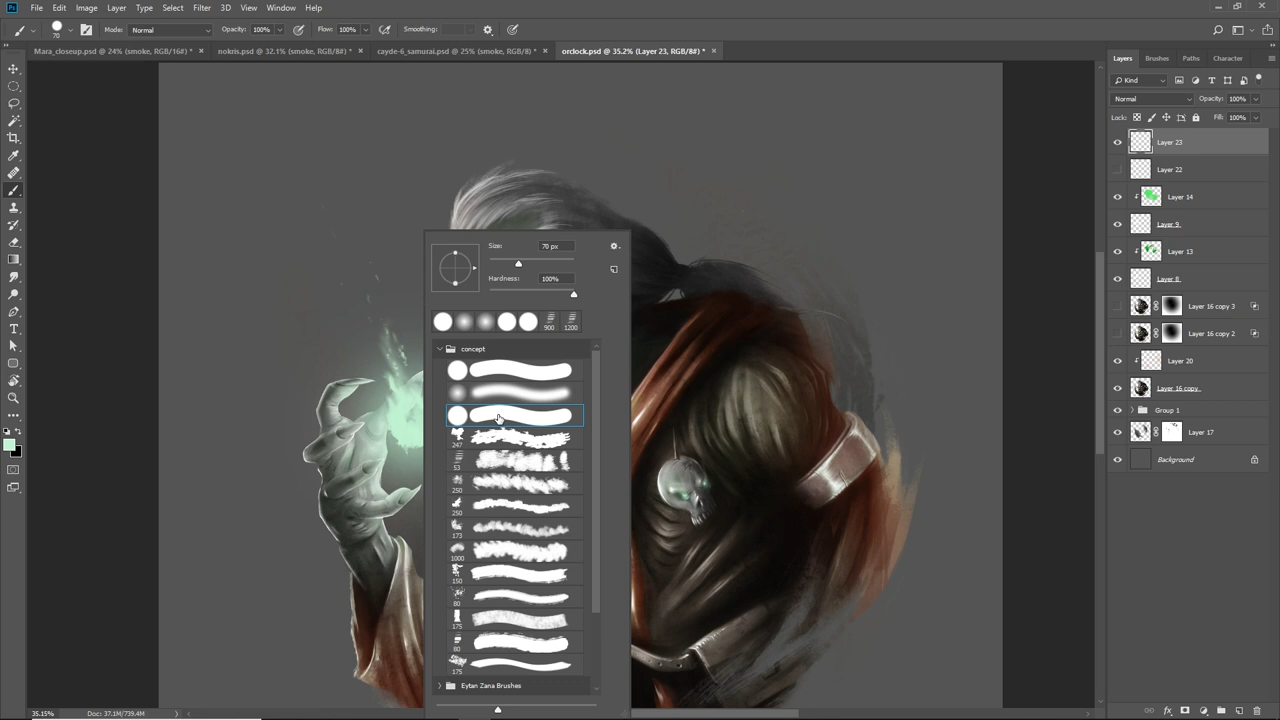 File Edit Image Layer Type Select Filter 3D View Window Help
70 Mode: Normal Opacity: 100% Flow: 100% Smoothing:
Mara_closeup.psd @ 24% (smoke, RGB/16#) * × nokris.psd @ 32.1% (smoke, RGB/8#) * × cayde-6_samurai.psd @ 25% (smoke, RGB/8) * × orclock.psd @ 35.2% (Layer 23, RGB/8#) * ×
Layers Brushes Paths Character
Kind
Normal Opacity: 100%
Lock: Fill: 100%
Layer 23
Layer 22
Layer 14
Layer 9
Layer 13
Layer 8
Layer 16 copy 3
Layer 16 copy 2
Layer 20
Layer 16 copy
Group 1
Layer 17
Background
Size: 70 px
Hardness: 100%
900 1200
concept
247
53
250
250
173
1000
150
80
175
80
175
Eytan Zana Brushes
35.15% Doc: 37.1M/739.4M